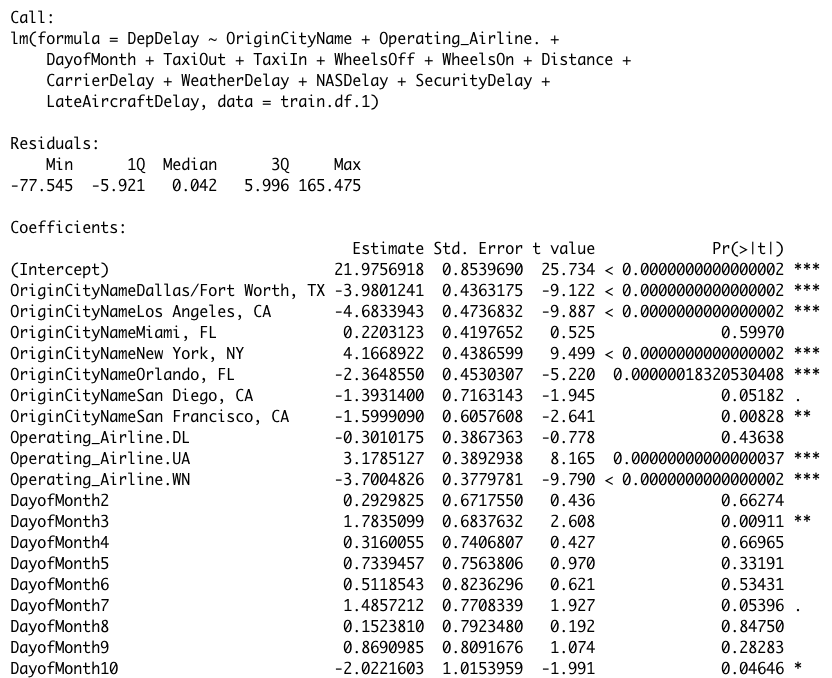 Call:
lm(formula = DepDelay ~ OriginCityName + Operating_Airline. +
    DayofMonth + TaxiOut + TaxiIn + WheelsOff + WheelsOn + Distance +
    CarrierDelay + WeatherDelay + NASDelay + SecurityDelay +
    LateAircraftDelay, data = train.df.1)

Residuals:
    Min      1Q  Median      3Q     Max
-77.545  -5.921   0.042   5.996 165.475

Coefficients:
                                      Estimate Std. Error t value             Pr(>|t|)
(Intercept)                         21.9756918  0.8539690  25.734 < 0.0000000000000002 ***
OriginCityNameDallas/Fort Worth, TX -3.9801241  0.4363175  -9.122 < 0.0000000000000002 ***
OriginCityNameLos Angeles, CA       -4.6833943  0.4736832  -9.887 < 0.0000000000000002 ***
OriginCityNameMiami, FL              0.2203123  0.4197652   0.525              0.59970
OriginCityNameNew York, NY           4.1668922  0.4386599   9.499 < 0.0000000000000002 ***
OriginCityNameOrlando, FL           -2.3648550  0.4530307  -5.220  0.00000018320530408 ***
OriginCityNameSan Diego, CA         -1.3931400  0.7163143  -1.945              0.05182 .
OriginCityNameSan Francisco, CA     -1.5999090  0.6057608  -2.641              0.00828 **
Operating_Airline.DL                -0.3010175  0.3867363  -0.778              0.43638
Operating_Airline.UA                 3.1785127  0.3892938   8.165  0.00000000000000037 ***
Operating_Airline.WN                -3.7004826  0.3779781  -9.790 < 0.0000000000000002 ***
DayofMonth2                          0.2929825  0.6717550   0.436              0.66274
DayofMonth3                          1.7835099  0.6837632   2.608              0.00911 **
DayofMonth4                          0.3160055  0.7406807   0.427              0.66965
DayofMonth5                          0.7339457  0.7563806   0.970              0.33191
DayofMonth6                          0.5118543  0.8236296   0.621              0.53431
DayofMonth7                          1.4857212  0.7708339   1.927              0.05396 .
DayofMonth8                          0.1523810  0.7923480   0.192              0.84750
DayofMonth9                          0.8690985  0.8091676   1.074              0.28283
DayofMonth10                        -2.0221603  1.0153959  -1.991              0.04646 *